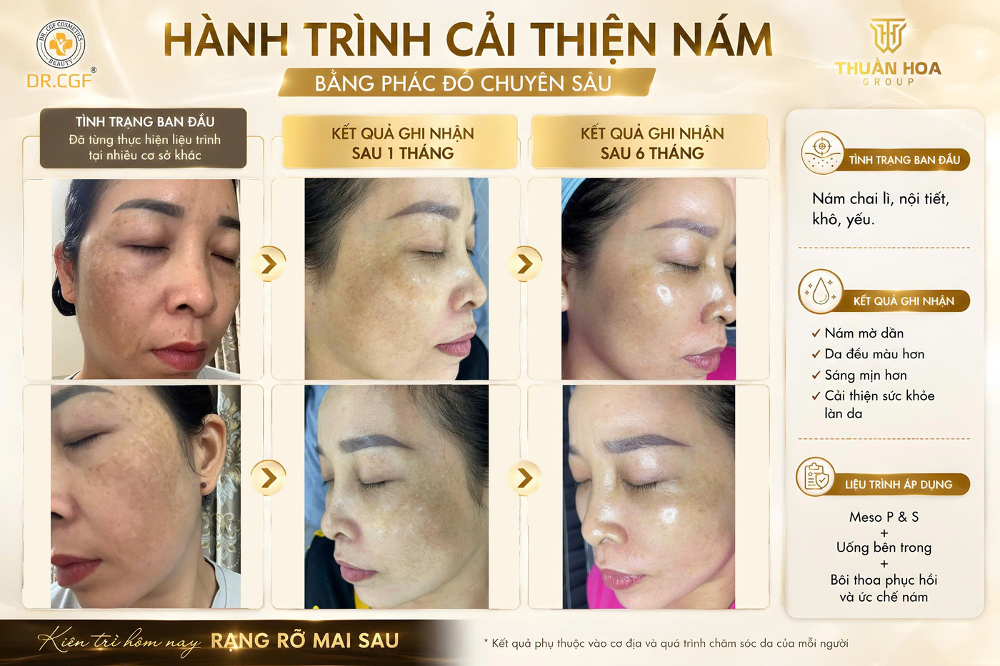 DR. CGF COSMETICS
BEAUTY
DR.CGF®
HÀNH TRÌNH CẢI THIỆN NÁM
BẰNG PHÁC ĐỒ CHUYÊN SÂU
THUẬN HOA
GROUP
TÌNH TRẠNG BAN ĐẦU
Đã từng thực hiện liệu trình
tại nhiều cơ sở khác
KẾT QUẢ GHI NHẬN
SAU 1 THÁNG
KẾT QUẢ GHI NHẬN
SAU 6 THÁNG
TÌNH TRẠNG BAN ĐẦU
Nám chai lì, nội tiết,
khô, yếu.
KẾT QUẢ GHI NHẬN
✓ Nám mờ dần
✓ Da đều màu hơn
✓ Sáng mịn hơn
✓ Cải thiện sức khỏe
làn da
LIỆU TRÌNH ÁP DỤNG
Meso P & S
+
Uống bên trong
+
Bôi thoa phục hồi
và ức chế nám
Kiên trì hôm nay RẠNG RỠ MAI SAU
* Kết quả phụ thuộc vào cơ địa và quá trình chăm sóc da của mỗi người